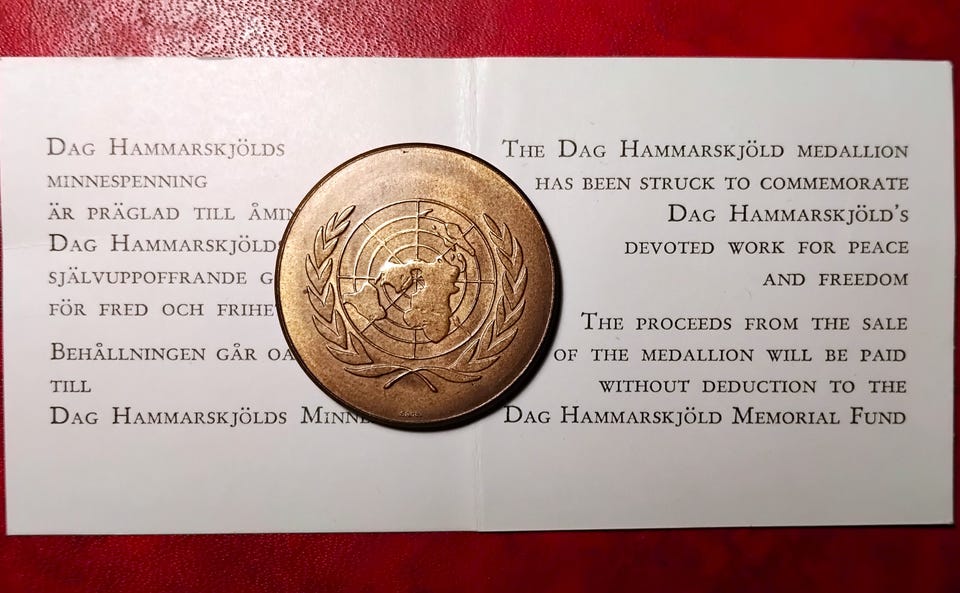 DAG HAMMARSKJÖLDS
MINNESPENNING
ÄR PRÄGLAD TILL
DAG HAMMARSKJÖLDS
SJÄLVUPPOFFRANDE
FÖR FRED OCH
BEHÅLLNINGEN GÅR
TILL
DAG HAMMARSKJÖLDS
THE DAG HAMMARSKJÖLD MEDALLION
HAS BEEN STRUCK TO COMMEMORATE
DAG HAMMARSKJÖLD'S
DEVOTED WORK FOR PEACE
AND FREEDOM
THE PROCEEDS FROM THE SALE
OF THE MEDALLION WILL BE PAID
WITHOUT DEDUCTION TO THE
DAG HAMMARSKJÖLD MEMORIAL FUND